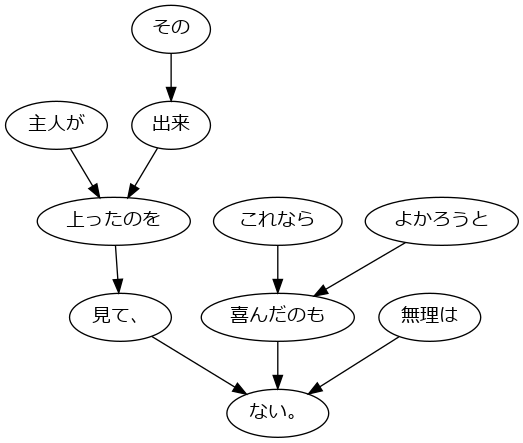 その
主人が
出来
上ったのを
これなら
よかろうと
見て、
喜んだのも
無理は
ない。